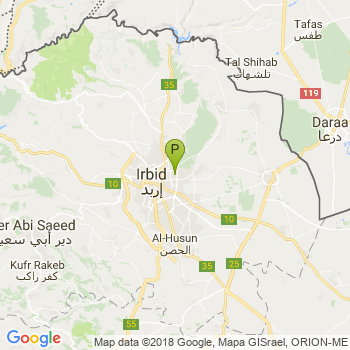 Tafas
طفس
Tal Shihab
تلشهاب
35
119
Daraa
درعا
P
Irbid
إربد
10
er Abi Saeed
دير أبي سعيد
10
Al-Husun
الحصن
Kufr Rakeb
كفر راكب
35
25
55
Google
Map data ©2018 Google, Mapa GISrael, ORION-ME